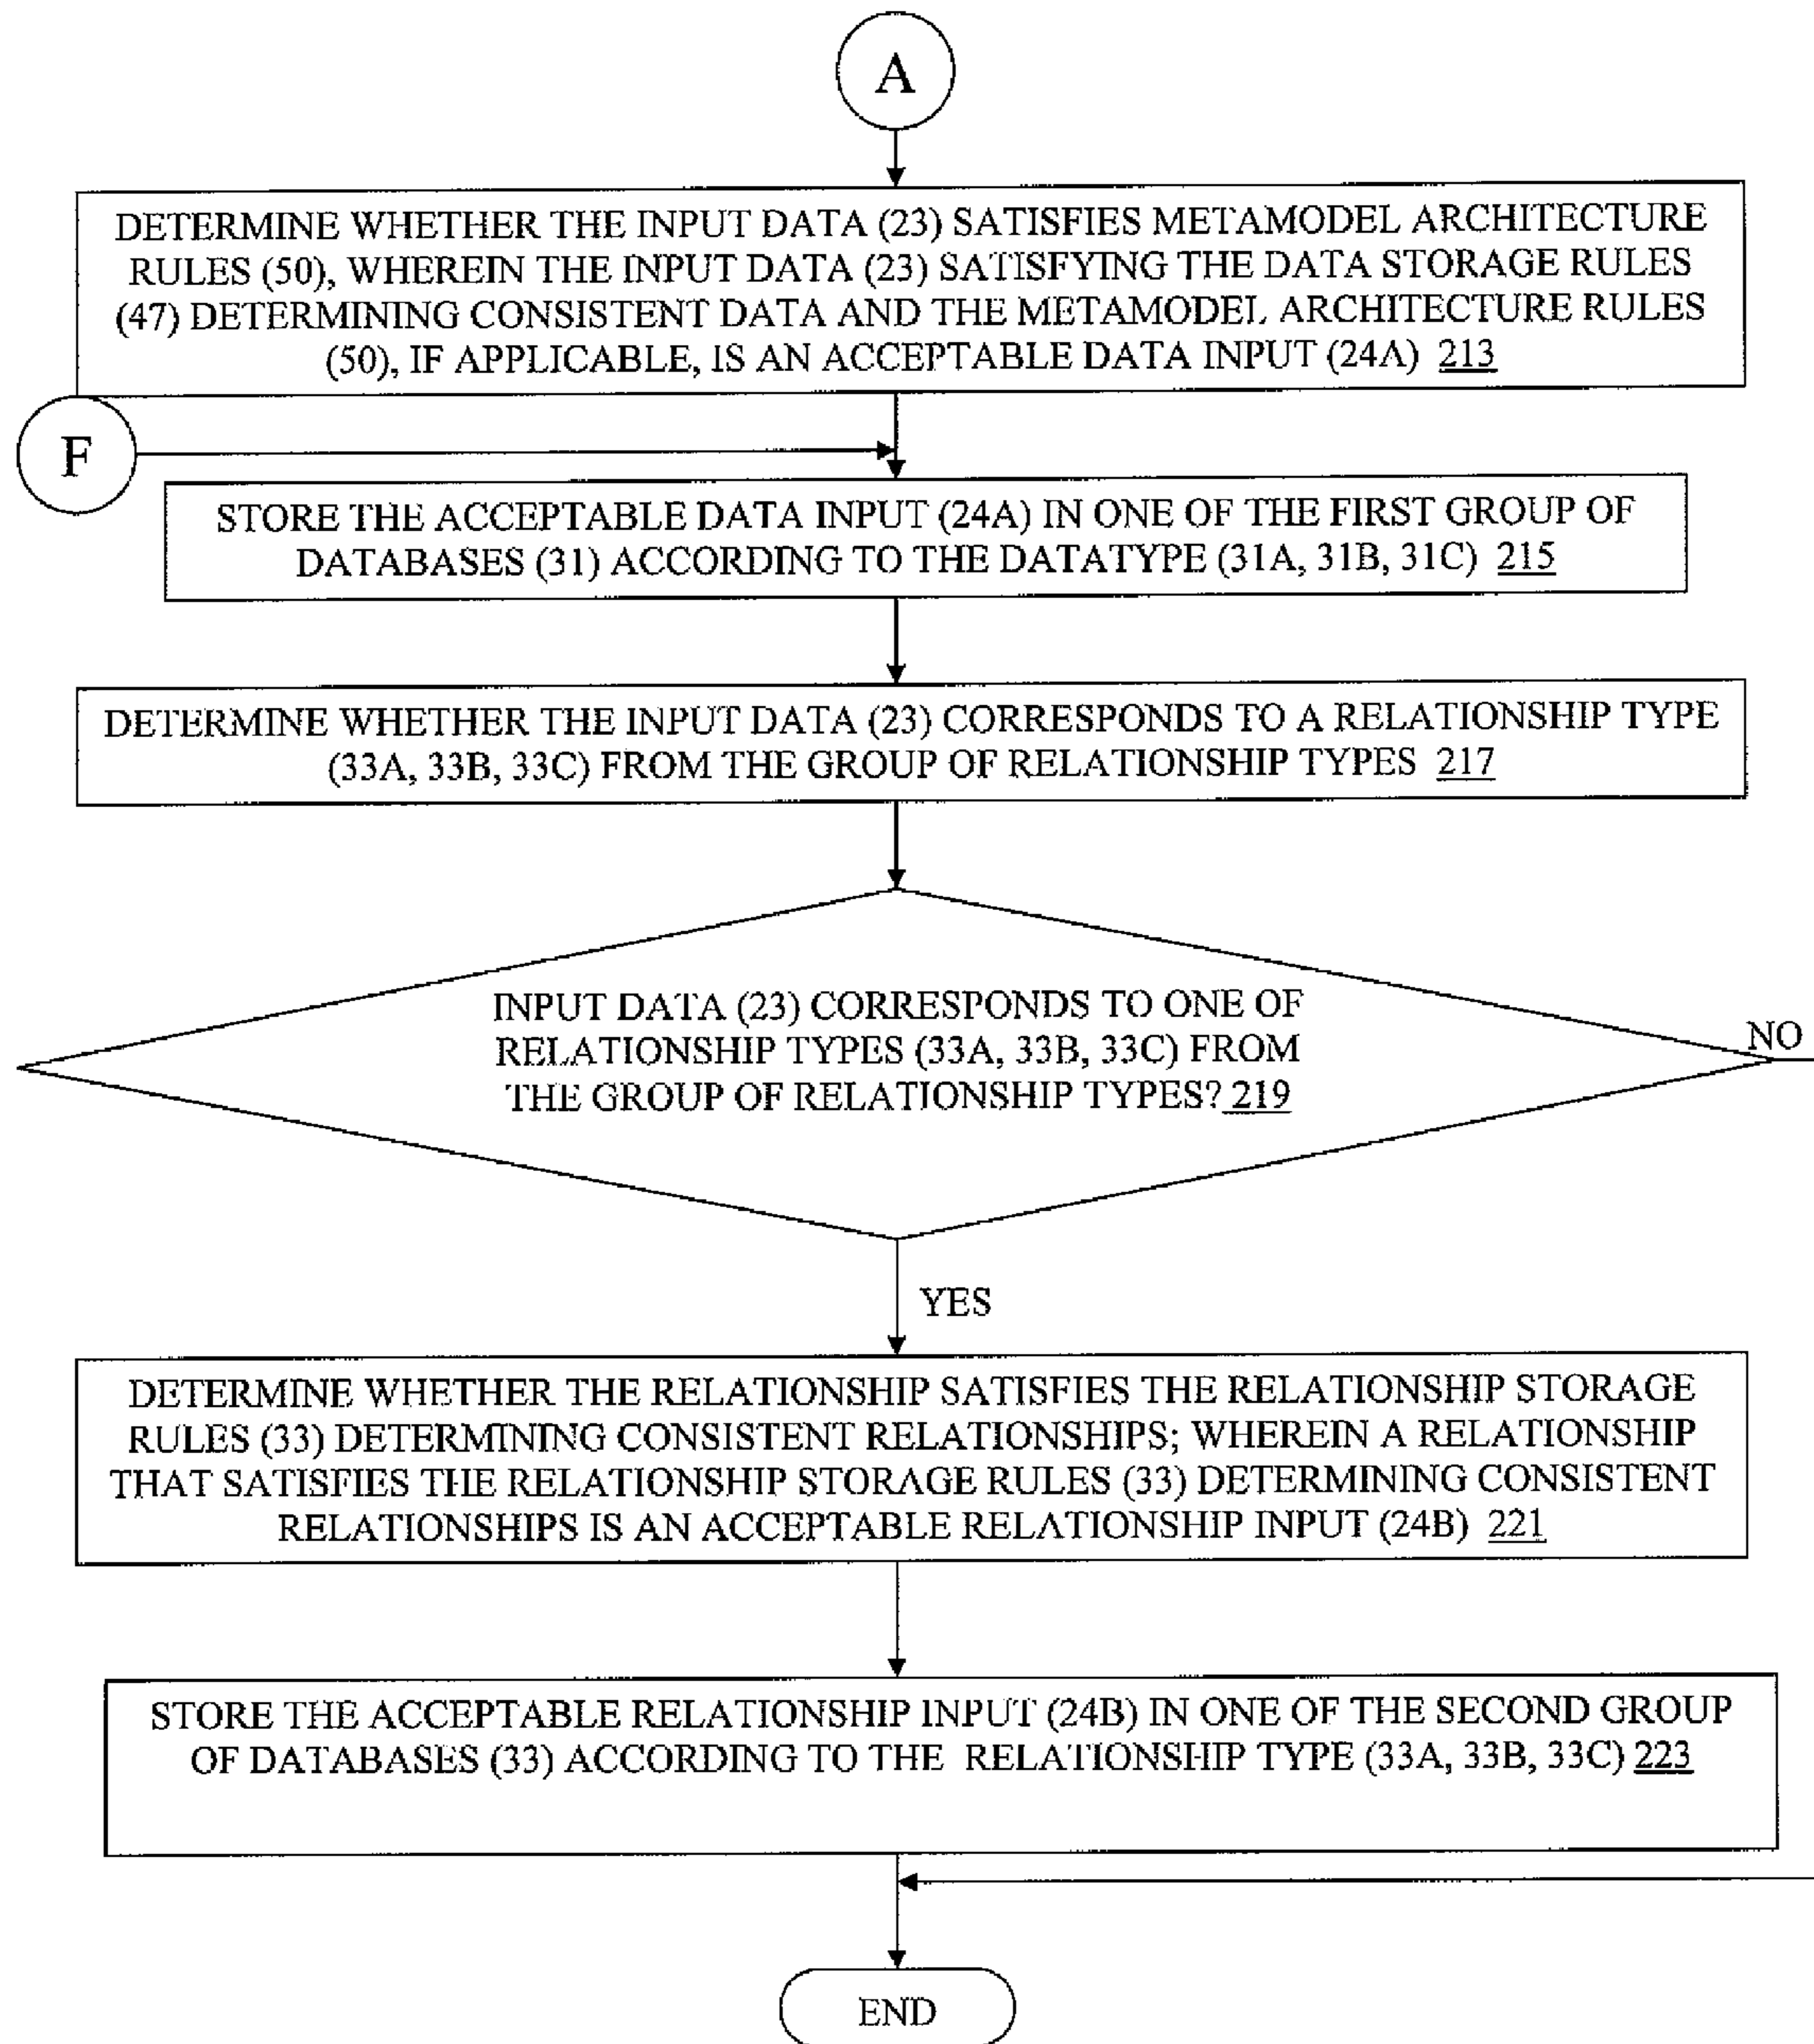 A
DETERMINE WHETHER THE INPUT DATA (23) SATISFIES METAMODEL ARCHITECTURE
RULES (50), WHEREIN THE INPUT DATA (23) SATISFYING THE DATA STORAGE RULES
(47) DETERMINING CONSISTENT DATA AND THE METAMODEL ARCHITECTURE RULES
(50), IF APPLICABLE, IS AN ACCEPTABLE DATA INPUT (24A) 213
F
STORE THE ACCEPTABLE DATA INPUT (24A) IN ONE OF THE FIRST GROUP OF
DATABASES (31) ACCORDING TO THE DATATYPE (31A, 31B, 31C) 215
DETERMINE WHETHER THE INPUT DATA (23) CORRESPONDS TO A RELATIONSHIP TYPE
(33A, 33B, 33C) FROM THE GROUP OF RELATIONSHIP TYPES 217
INPUT DATA (23) CORRESPONDS TO ONE OF
RELATIONSHIP TYPES (33A, 33B, 33C) FROM
THE GROUP OF RELATIONSHIP TYPES? 219
NO
YES
DETERMINE WHETHER THE RELATIONSHIP SATISFIES THE RELATIONSHIP STORAGE
RULES (33) DETERMINING CONSISTENT RELATIONSHIPS; WHEREIN A RELATIONSHIP
THAT SATISFIES THE RELATIONSHIP STORAGE RULES (33) DETERMINING CONSISTENT
RELATIONSHIPS IS AN ACCEPTABLE RELATIONSHIP INPUT (24B) 221
STORE THE ACCEPTABLE RELATIONSHIP INPUT (24B) IN ONE OF THE SECOND GROUP
OF DATABASES (33) ACCORDING TO THE RELATIONSHIP TYPE (33A, 33B, 33C) 223
END